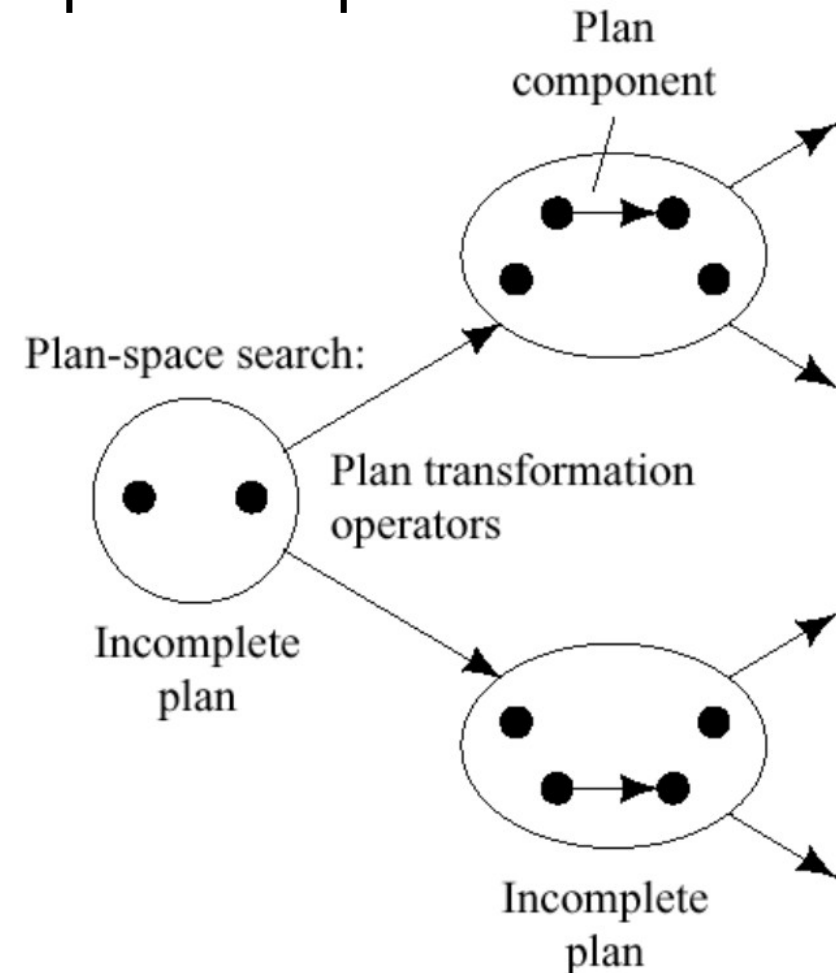 Plan
component
Plan-space search:
Plan transformation
operators
Incomplete
plan
Incomplete
plan